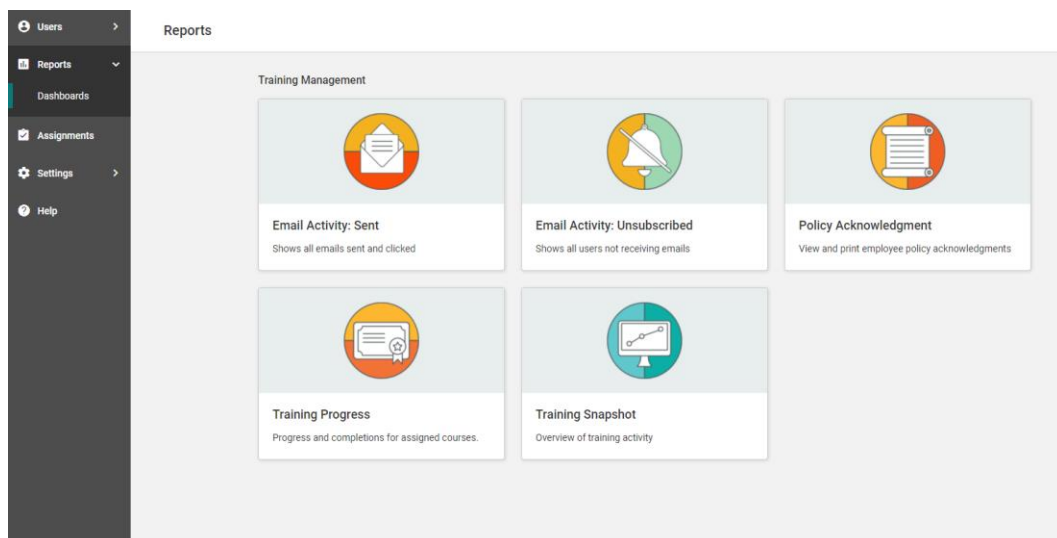 Users
Reports
Dashboards
Assignments
Settings
Help
Reports
Training Management
Email Activity: Sent
Shows all emails sent and clicked
Email Activity: Unsubscribed
Shows all users not receiving emails
Policy Acknowledgment
View and print employee policy acknowledgments
Training Progress
Progress and completions for assigned courses.
Training Snapshot
Overview of training activity